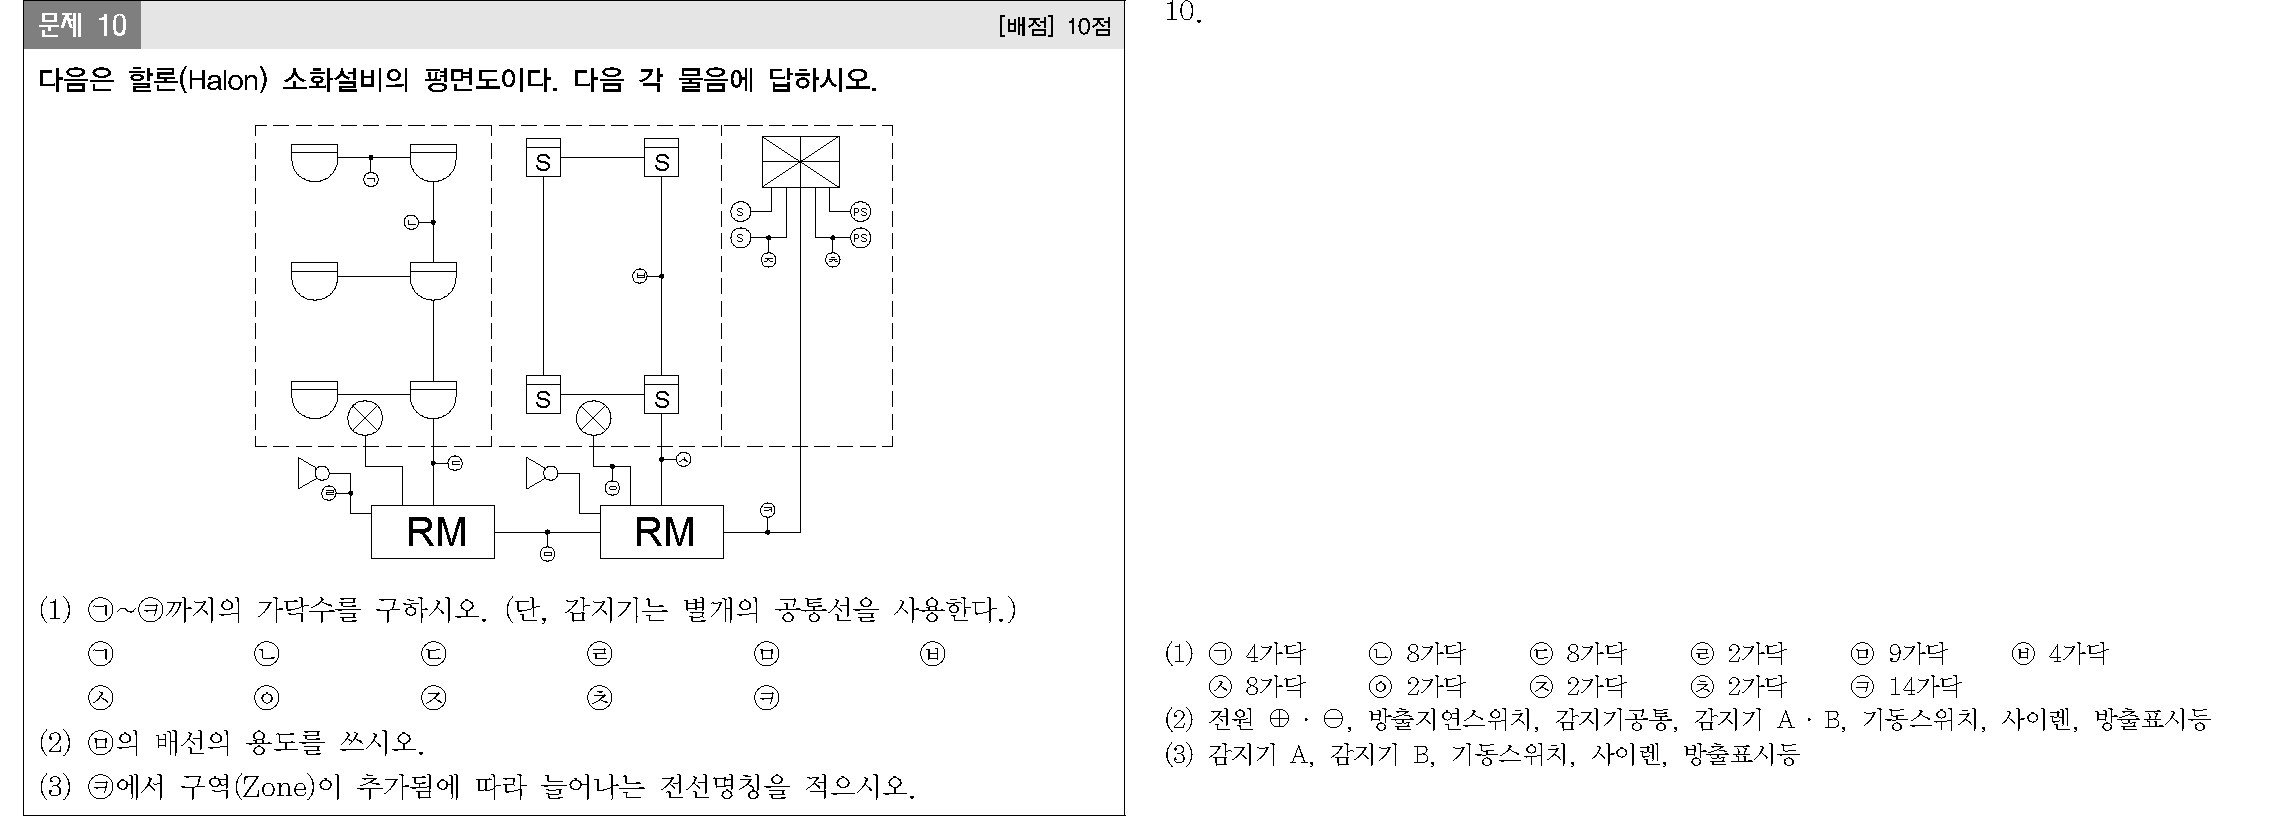 문제 10
[배점] 10점
다음은 할론(Halon) 소화설비의 평면도이다. 다음 각 물음에 답하시오.
S S
㉠
S PS
㉡
S PS
㉨ ㉩
㉥
S S
㉢ ㉦
㉣ ㉧
㉪
RM RM
㉤
(1) ㉠~㉪까지의 가닥수를 구하시오. (단, 감지기는 별개의 공통선을 사용한다.)
㉠ ㉡ ㉢ ㉣ ㉤ ㉥
㉦ ㉧ ㉨ ㉩ ㉪
(2) ㉤의 배선의 용도를 쓰시오.
(3) ㉪에서 구역(Zone)이 추가됨에 따라 늘어나는 전선명칭을 적으시오.
10.
(1) ㉠ 4가닥 ㉡ 8가닥 ㉢ 8가닥 ㉣ 2가닥 ㉤ 9가닥 ㉥ 4가닥
㉦ 8가닥 ㉧ 2가닥 ㉨ 2가닥 ㉩ 2가닥 ㉪ 14가닥
(2) 전원 ⊕ · ⊖, 방출지연스위치, 감지기공통, 감지기 A · B, 기동스위치, 사이렌, 방출표시등
(3) 감지기 A, 감지기 B, 기동스위치, 사이렌, 방출표시등